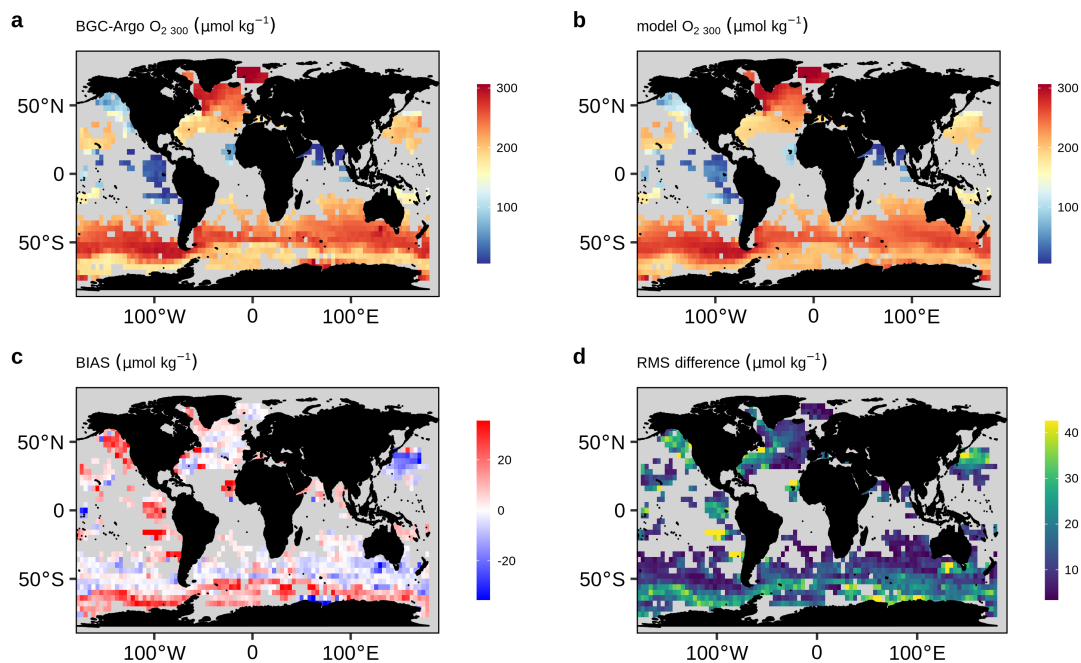 a BGC-Argo O₂ ₃₀₀ (μmol kg⁻¹)
50°N
0
50°S
100°W 0 100°E
300
200
100
b model O₂ ₃₀₀ (μmol kg⁻¹)
50°N
0
50°S
100°W 0 100°E
300
200
100
c BIAS (μmol kg⁻¹)
50°N
0
50°S
100°W 0 100°E
20
0
-20
d RMS difference (μmol kg⁻¹)
50°N
0
50°S
100°W 0 100°E
40
30
20
10